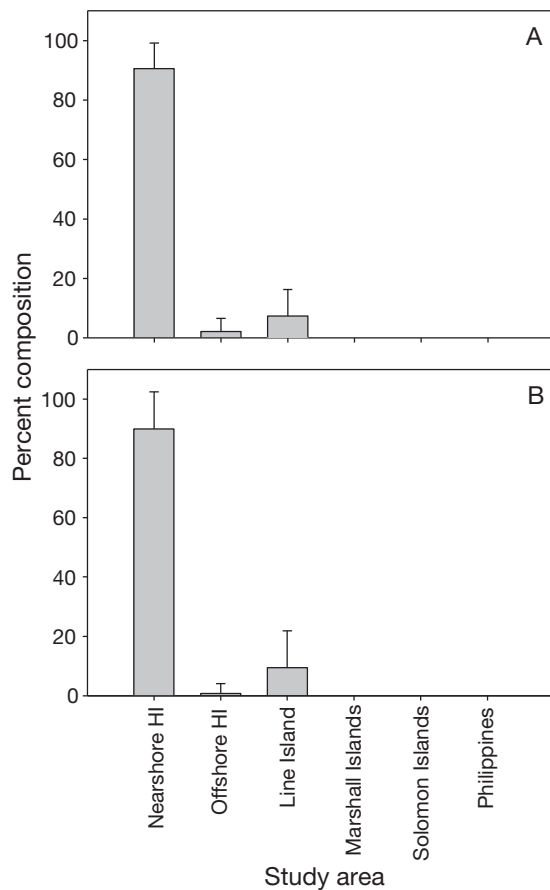 A
100
80
60
40
20
0
B
100
80
60
40
20
0
Percent composition
Nearshore HI
Offshore HI
Line Island
Marshall Islands
Solomon Islands
Philippines
Study area